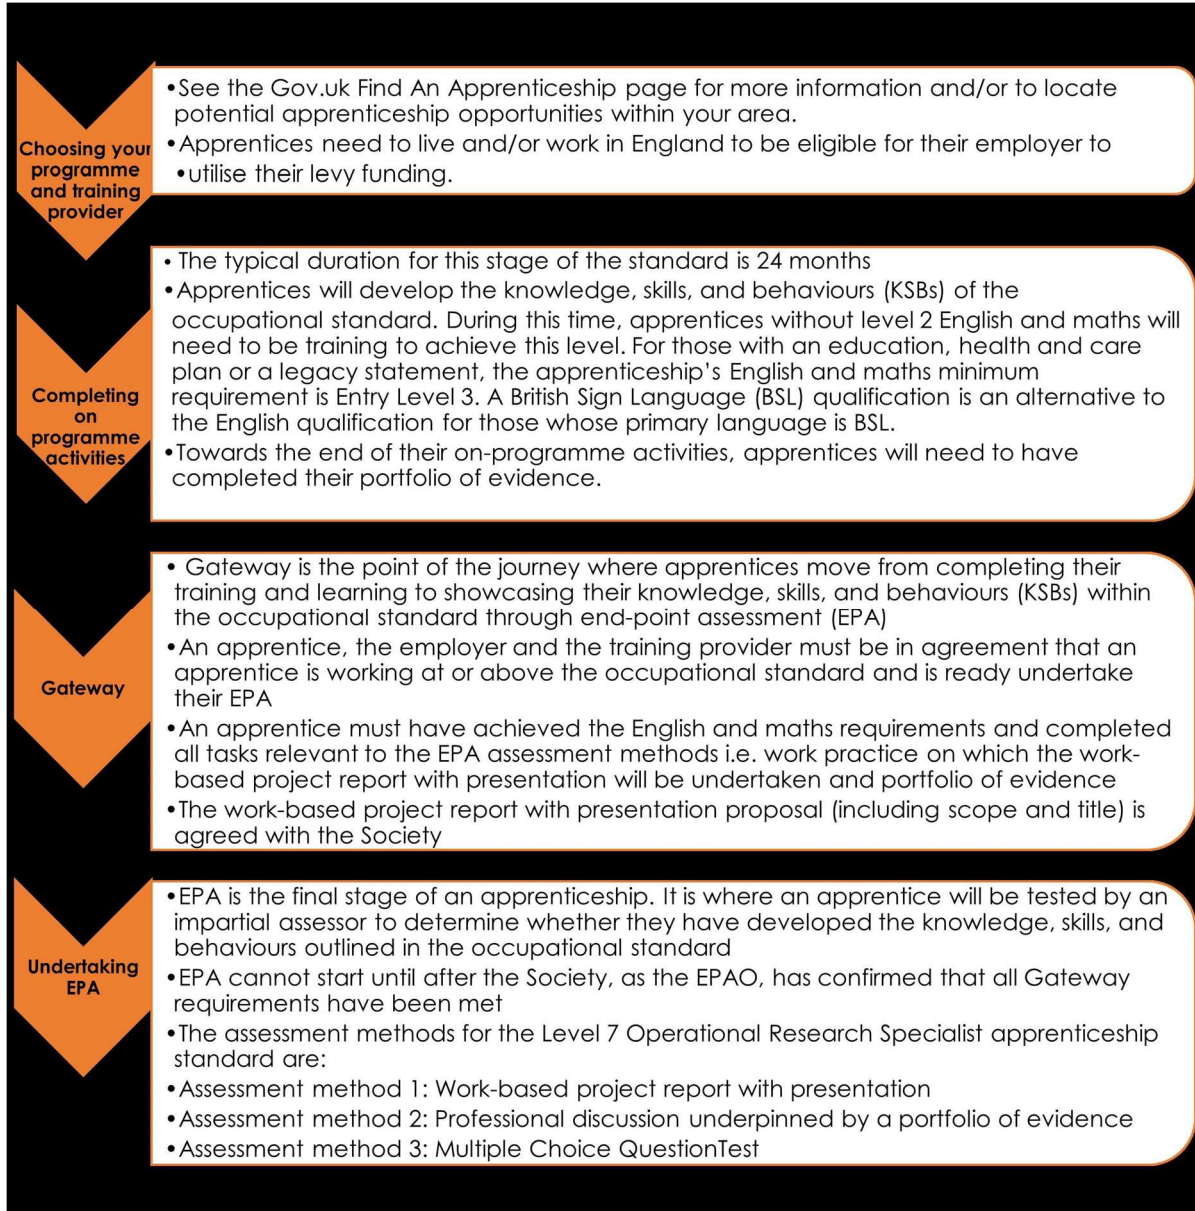 Choosing your
programme
and training
provider
•See the Gov.uk Find An Apprenticeship page for more information and/or to locate
potential apprenticeship opportunities within your area.
•Apprentices need to live and/or work in England to be eligible for their employer to
•utilise their levy funding.
Completing
on
programme
activities
• The typical duration for this stage of the standard is 24 months
•Apprentices will develop the knowledge, skills, and behaviours (KSBs) of the
occupational standard. During this time, apprentices without level 2 English and maths will
need to be training to achieve this level. For those with an education, health and care
plan or a legacy statement, the apprenticeship's English and maths minimum
requirement is Entry Level 3. A British Sign Language (BSL) qualification is an alternative to
the English qualification for those whose primary language is BSL.
•Towards the end of their on-programme activities, apprentices will need to have
completed their portfolio of evidence.
Gateway
• Gateway is the point of the journey where apprentices move from completing their
training and learning to showcasing their knowledge, skills, and behaviours (KSBs) within
the occupational standard through end-point assessment (EPA)
•An apprentice, the employer and the training provider must be in agreement that an
apprentice is working at or above the occupational standard and is ready undertake
their EPA
•An apprentice must have achieved the English and maths requirements and completed
all tasks relevant to the EPA assessment methods i.e. work practice on which the work-
based project report with presentation will be undertaken and portfolio of evidence
•The work-based project report with presentation proposal (including scope and title) is
agreed with the Society
Undertaking
EPA
•EPA is the final stage of an apprenticeship. It is where an apprentice will be tested by an
impartial assessor to determine whether they have developed the knowledge, skills, and
behaviours outlined in the occupational standard
•EPA cannot start until after the Society, as the EPAO, has confirmed that all Gateway
requirements have been met
•The assessment methods for the Level 7 Operational Research Specialist apprenticeship
standard are:
•Assessment method 1: Work-based project report with presentation
•Assessment method 2: Professional discussion underpinned by a portfolio of evidence
•Assessment method 3: Multiple Choice QuestionTest